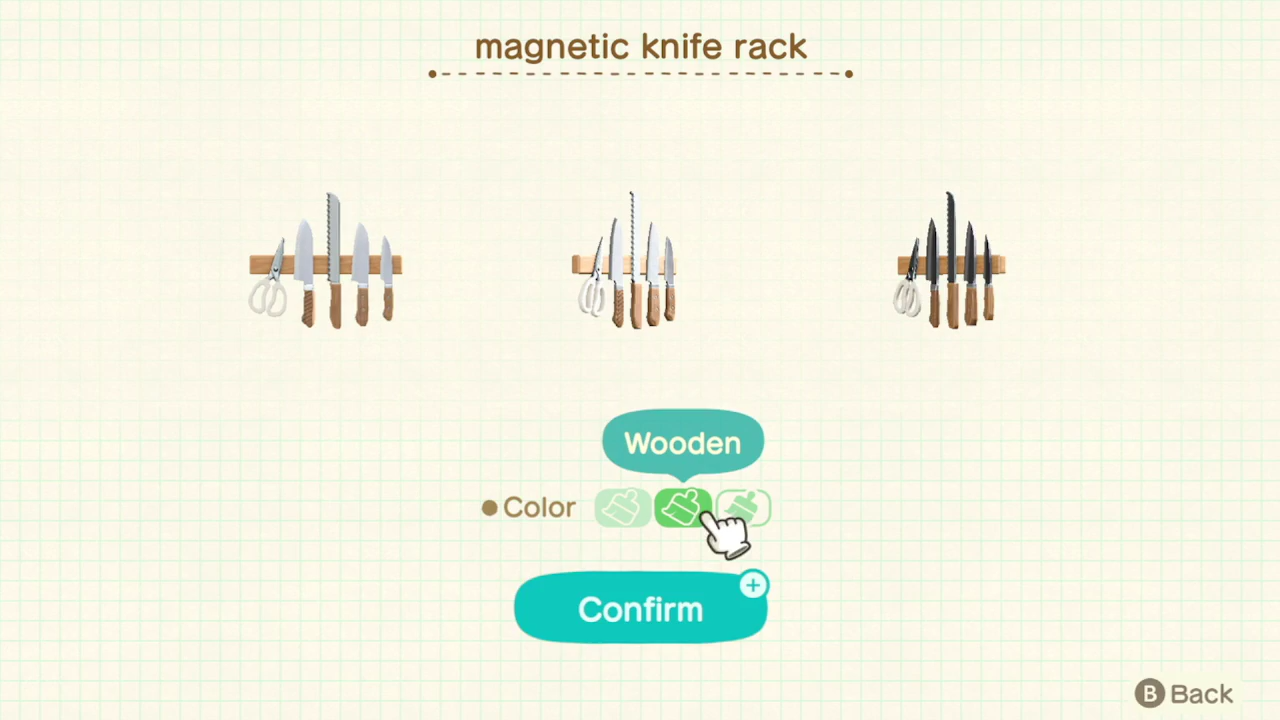 magnetic knife rack
Wooden
Color
Confirm
B Back